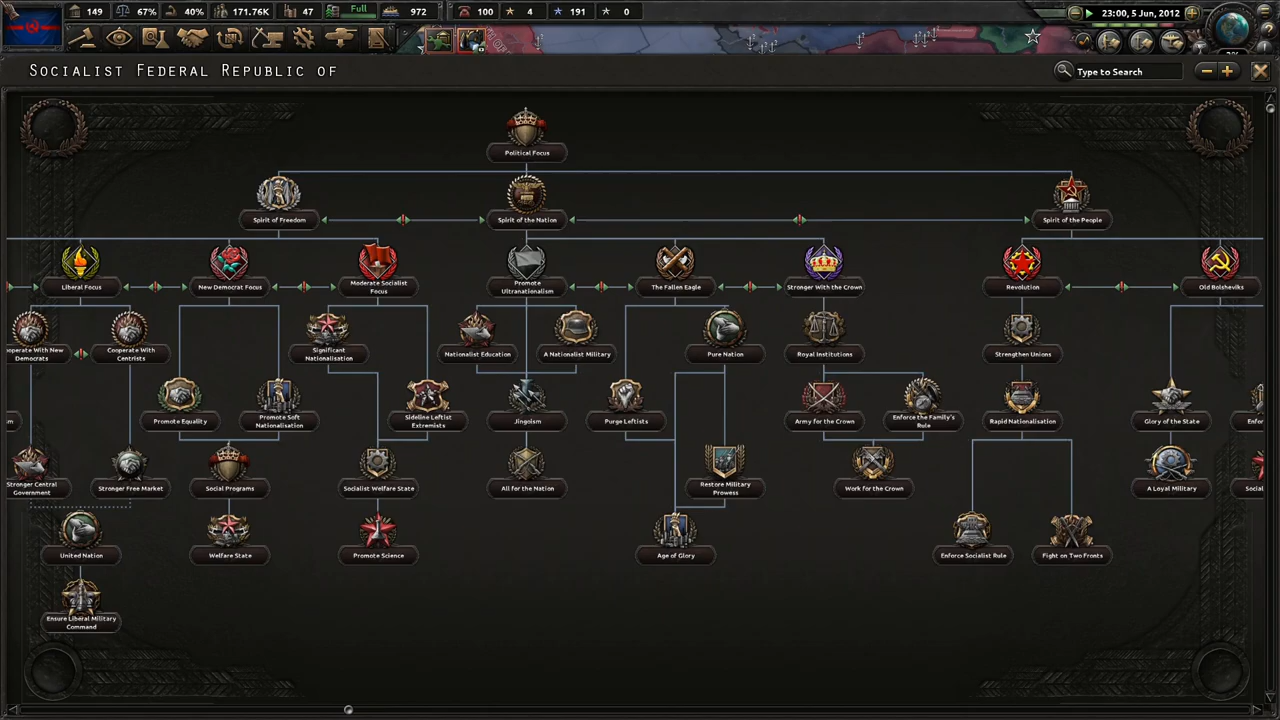 149 67% 40% 171.76K 47 Full 972 100 4 191 0 23:00, 5 Jun, 2012
Socialist Federal Republic of
Type to Search
Political Focus
Spirit of Freedom
Spirit of the Nation
Spirit of the People
Liberal Focus
New Democrat Focus
Moderate Socialist
Focus
Promote
Ultranationalism
The Fallen Eagle
Stronger With the Crown
Revolution
Old Bolsheviks
operate With New
Democrats
Cooperate With
Centrists
Significant
Nationalisation
Nationalist Education
A Nationalist Military
Pure Nation
Royal Institutions
Strengthen Unions
Promote Equality
Promote Soft
Nationalisation
Sideline Leftist
Extremists
Jingoism
Purge Leftists
Army for the Crown
Enforce the Family's
Rule
Rapid Nationalisation
Glory of the State
Enfor
Stronger Central
Government
Stronger Free Market
Social Programs
Socialist Welfare State
All for the Nation
Restore Military
Prowess
Work for the Crown
A Loyal Military
Social
United Nation
Welfare State
Promote Science
Age of Glory
Enforce Socialist Rule
Fight on Two Fronts
Ensure Liberal Military
Command